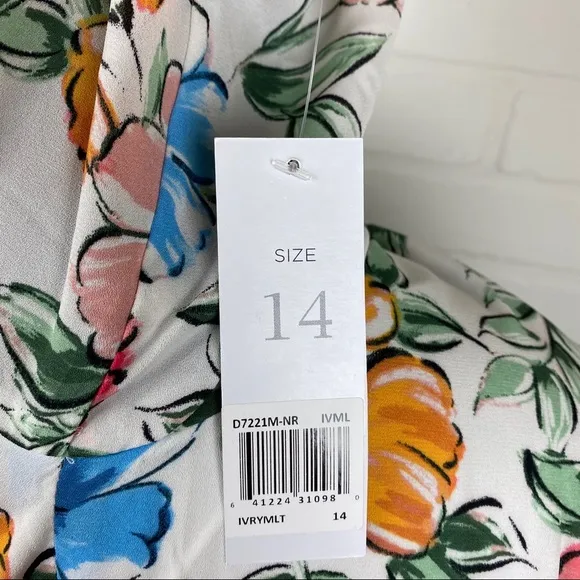 SIZE
14
D7221M-NR IVML
6 41224 31098 0
IVRYMLT 14